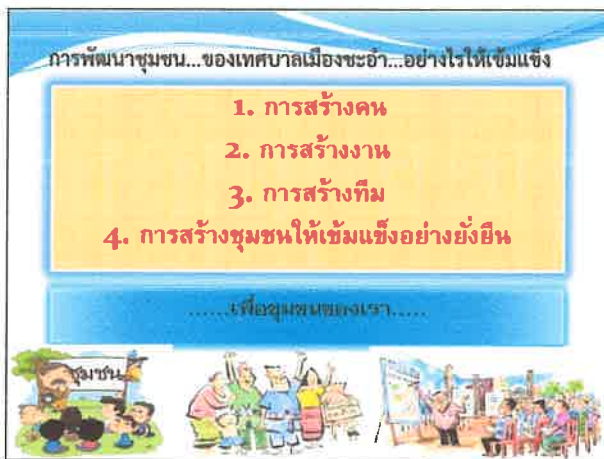 การพัฒนาชุมชน...ของเทศบาลเมืองชะอำ...อย่างไรให้เข้มแข็ง
1. การสร้างคน
2. การสร้างงาน
3. การสร้างทีม
4. การสร้างชุมชนให้เข้มแข็งอย่างยั่งยืน
......เพื่อชุมชนของเรา.....
ชุมชน